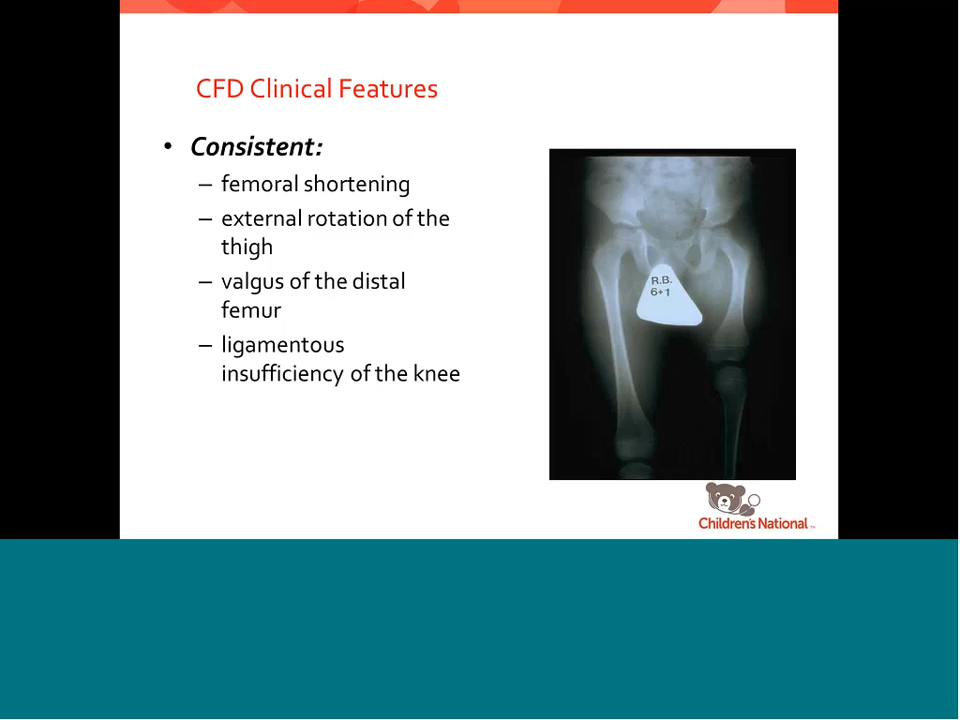 CFD Clinical Features
• Consistent:
– femoral shortening
– external rotation of the
thigh
– valgus of the distal
femur
– ligamentous
insufficiency of the knee
R.B.
6+1
Children's National